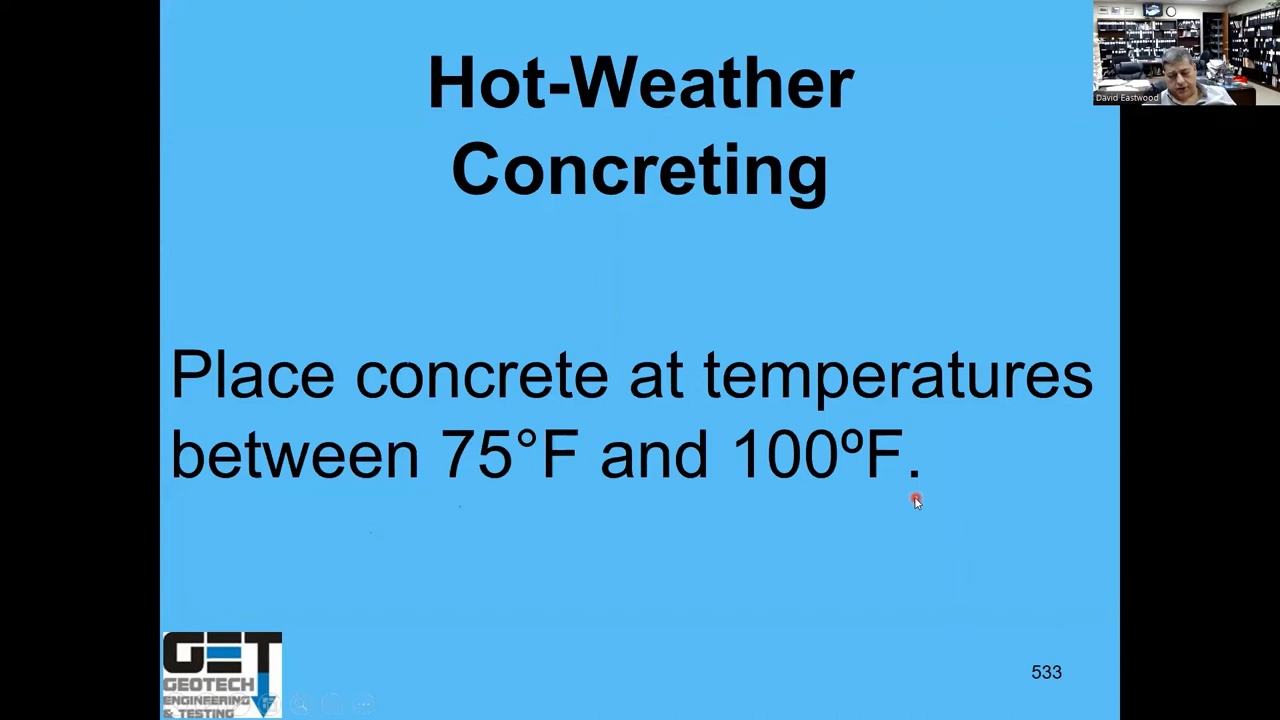 Hot-Weather
Concreting
David Eastwood
Place concrete at temperatures
between 75°F and 100ºF.
GET
GEOTECH
ENGINEERING
& TESTING
533